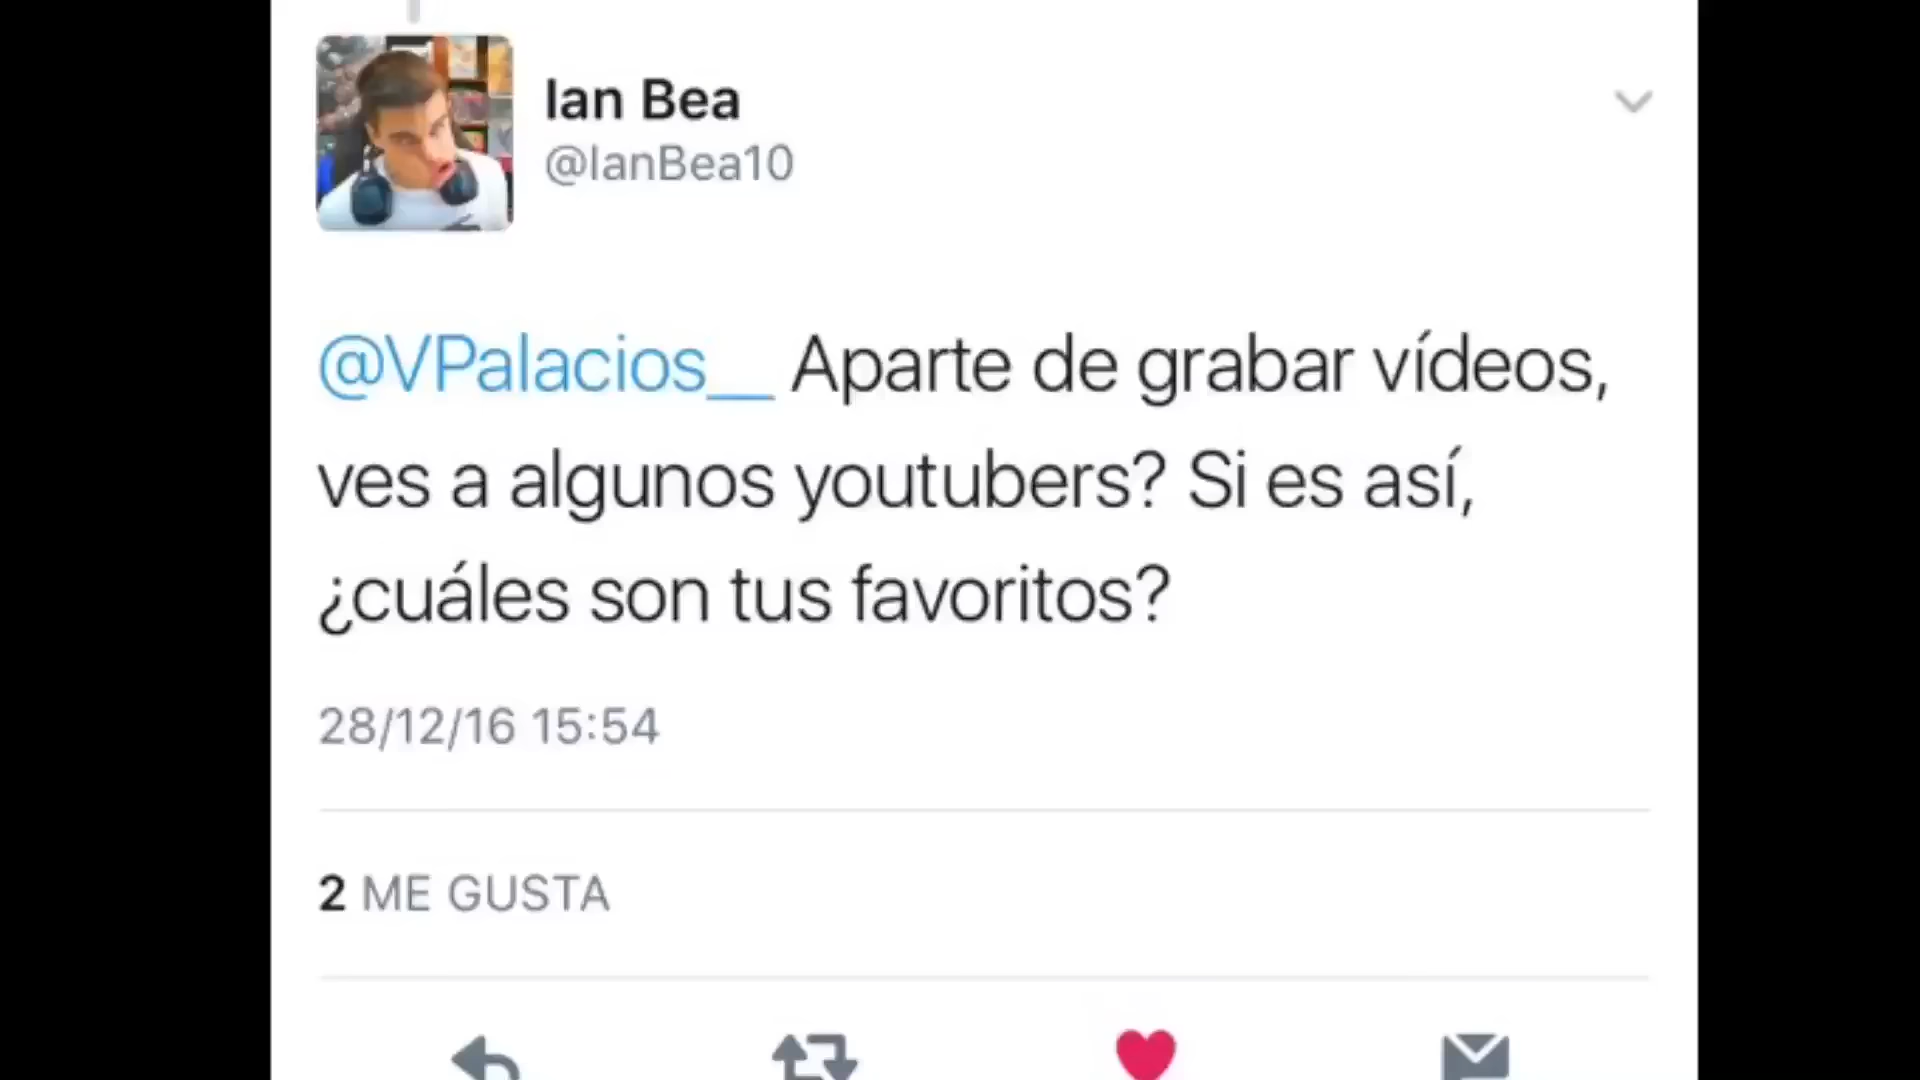 Ian Bea
@IanBea10
@VPalacios__ Aparte de grabar vídeos,
ves a algunos youtubers? Si es así,
¿cuáles son tus favoritos?
28/12/16 15:54
2 ME GUSTA